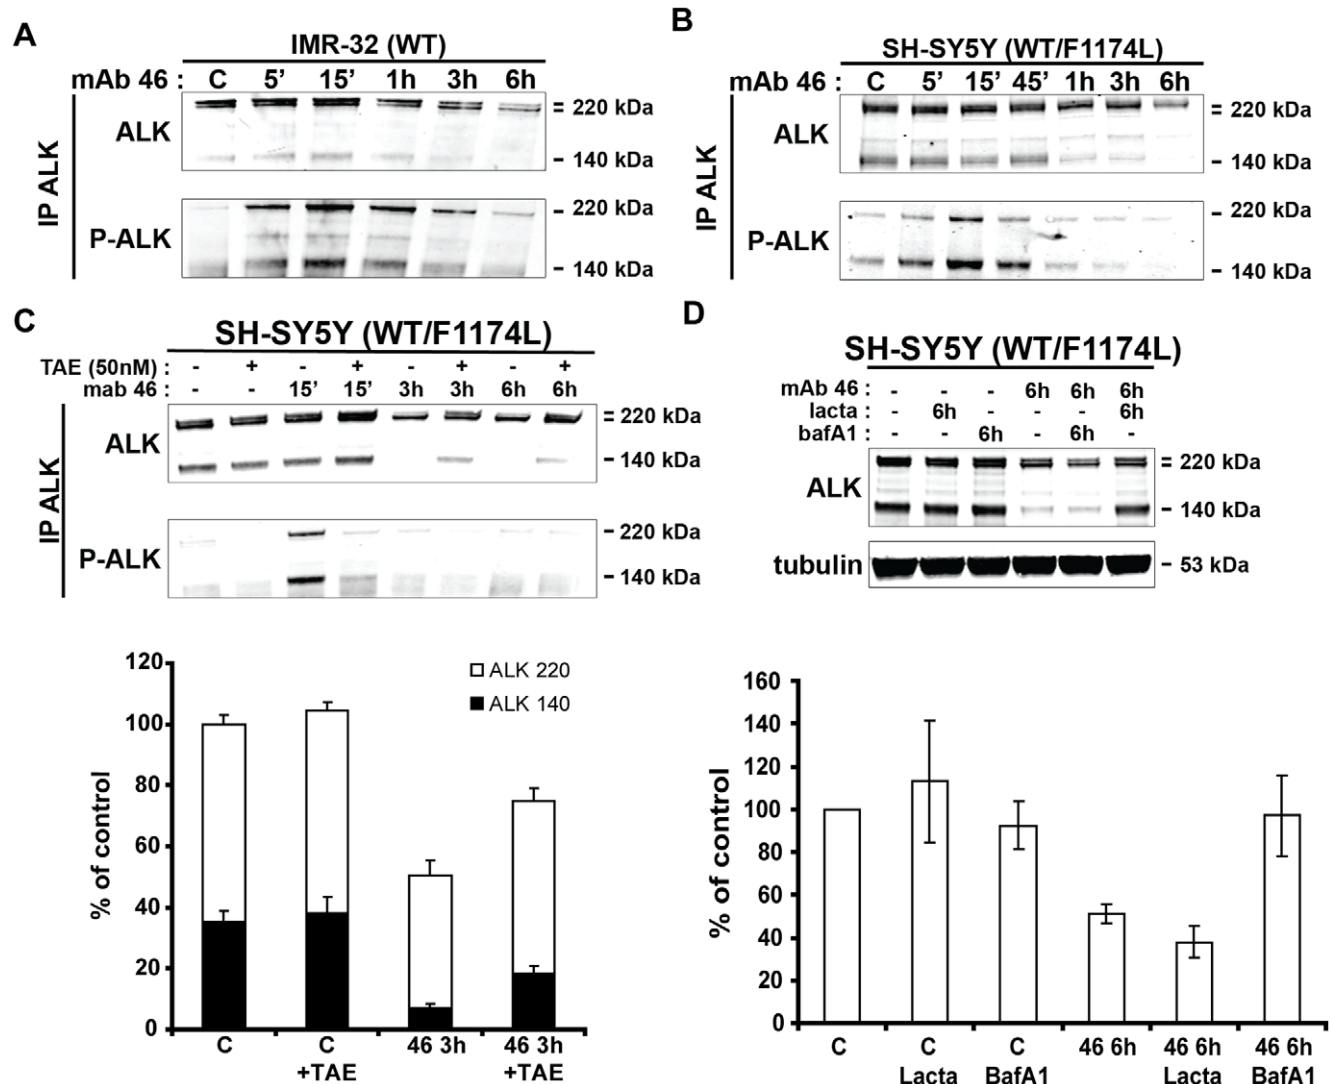 A
IMR-32 (WT)
mAb 46 : C 5’ 15’ 1h 3h 6h
IP ALK
ALK
= 220 kDa
- 140 kDa
P-ALK
- 220 kDa
- 140 kDa
B
SH-SY5Y (WT/F1174L)
mAb 46 : C 5’ 15’ 45’ 1h 3h 6h
IP ALK
ALK
= 220 kDa
- 140 kDa
P-ALK
- 220 kDa
- 140 kDa
C
SH-SY5Y (WT/F1174L)
TAE (50nM) : - + - + - + - +
mab 46 : - - 15’ 15’ 3h 3h 6h 6h
IP ALK
ALK
= 220 kDa
- 140 kDa
P-ALK
- 220 kDa
- 140 kDa
120
100
80
60
40
20
0
% of control
ALK 220
ALK 140
C
C +TAE
46 3h
46 3h +TAE
D
SH-SY5Y (WT/F1174L)
mAb 46 : - - - 6h 6h 6h
lacta : - 6h - - - 6h
bafA1 : - - 6h - 6h -
ALK
= 220 kDa
- 140 kDa
tubulin
- 53 kDa
160
140
120
100
80
60
40
20
0
% of control
C
C Lacta
C BafA1
46 6h
46 6h Lacta
46 6h BafA1